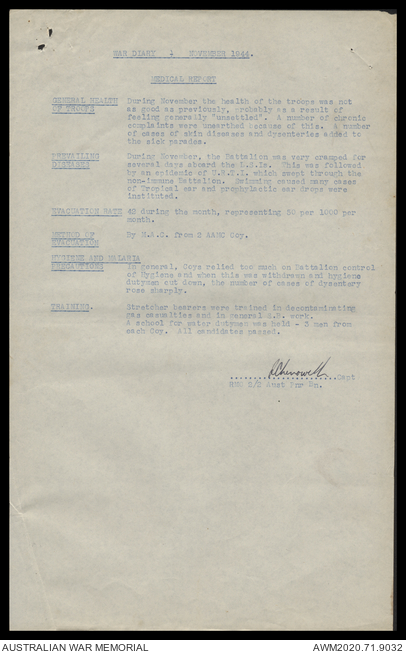 WAR DIARY - NOVEMBER 1944.
MEDICAL REPORT
GENERAL HEALTH During November the health of the troops was not
OF TROOPS as good as previously, probably as a result of
feeling generally "unsettled". A number of chronic
complaints were unearthed because of this. A number
of cases of skin diseases and dysenteries added to
the sick parades.
PREVAILING During November, the Battalion was very cramped for
DISEASES several days aboard the This was followed
by an epidemic of U.R.T.I. which swept through the
non-immune Battalion. Swimming caused many cases
of Tropical ear and prophylactic ear drops were
instituted.
EVACUATION RATE 42 during the month, representing 50 per 1000 per
month.
METHOD OF By M.A.C. from 2 AASC Coy.
HYGIENE AND MALARIA
PRECAUTIONS In general, Coys relied too much on Battalion control
of Hygiene and when this was withdrawn and hygiene
dutymen cut down, the number of cases of dysentery
rose sharply.
TRAINING. Stretcher bearers were trained in decontaminating
gas casualties and in general work.
A school for water dutymen was held - 3 men from
each Coy. All candidates passed.
Capt
RMO 2/2 Aust Pnr Bn.
AUSTRALIAN WAR MEMORIAL
AWM2020.71.9032